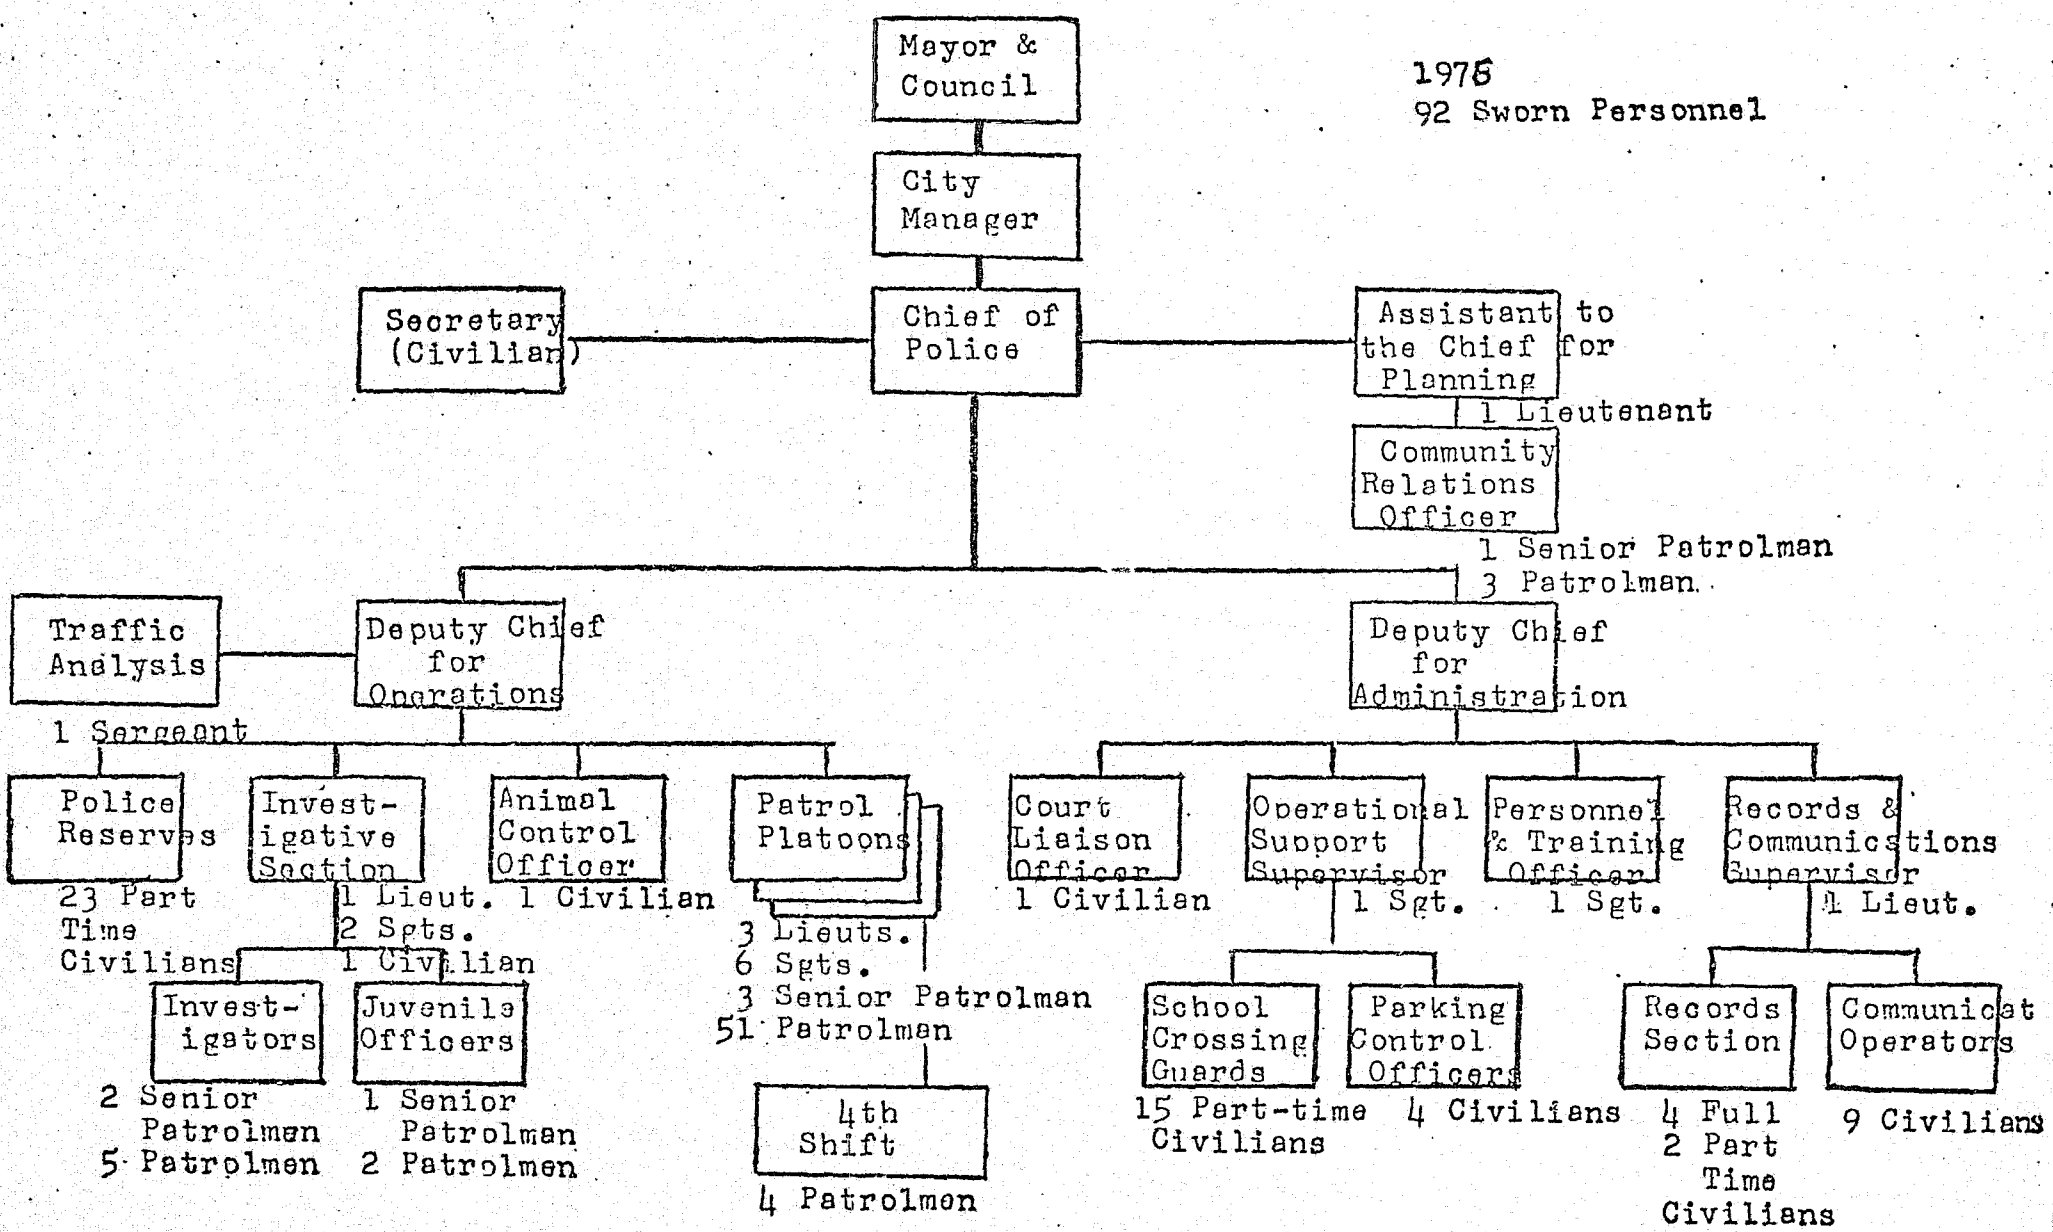 Mayor &
Council
1975
92 Sworn Personnel
City
Manager
Secretary
(Civilian)
Chief of
Police
Assistant to
the Chief for
Planning
1 Lieutenant
Community
Relations
Officer
1 Senior Patrolman
3 Patrolman
Traffic
Analysis
1 Sergeant
Deputy Chief
for
Operations
Deputy Chief
for
Administration
Police
Reserves
23 Part
Time
Civilians
Invest-
igative
Section
1 Lieut.
2 Sgts.
1 Civilian
Animal
Control
Officer
1 Civilian
Patrol
Platoons
3 Lieuts.
6 Sgts.
3 Senior Patrolman
51 Patrolman
Court
Liaison
Officer
1 Civilian
Operational
Support
Supervisor
1 Sgt.
Personnel
& Training
Officer
1 Sgt.
Records &
Communications
Supervisor
1 Lieut.
Invest-
igators
2 Senior
Patrolman
5 Patrolmen
Juvenile
Officers
1 Senior
Patrolman
2 Patrolmen
4th
Shift
4 Patrolmen
School
Crossing
Guards
15 Part-time
Civilians
Parking
Control
Officers
4 Civilians
Records
Section
4 Full
2 Part
Time
Civilians
Communicat
Operators
9 Civilians